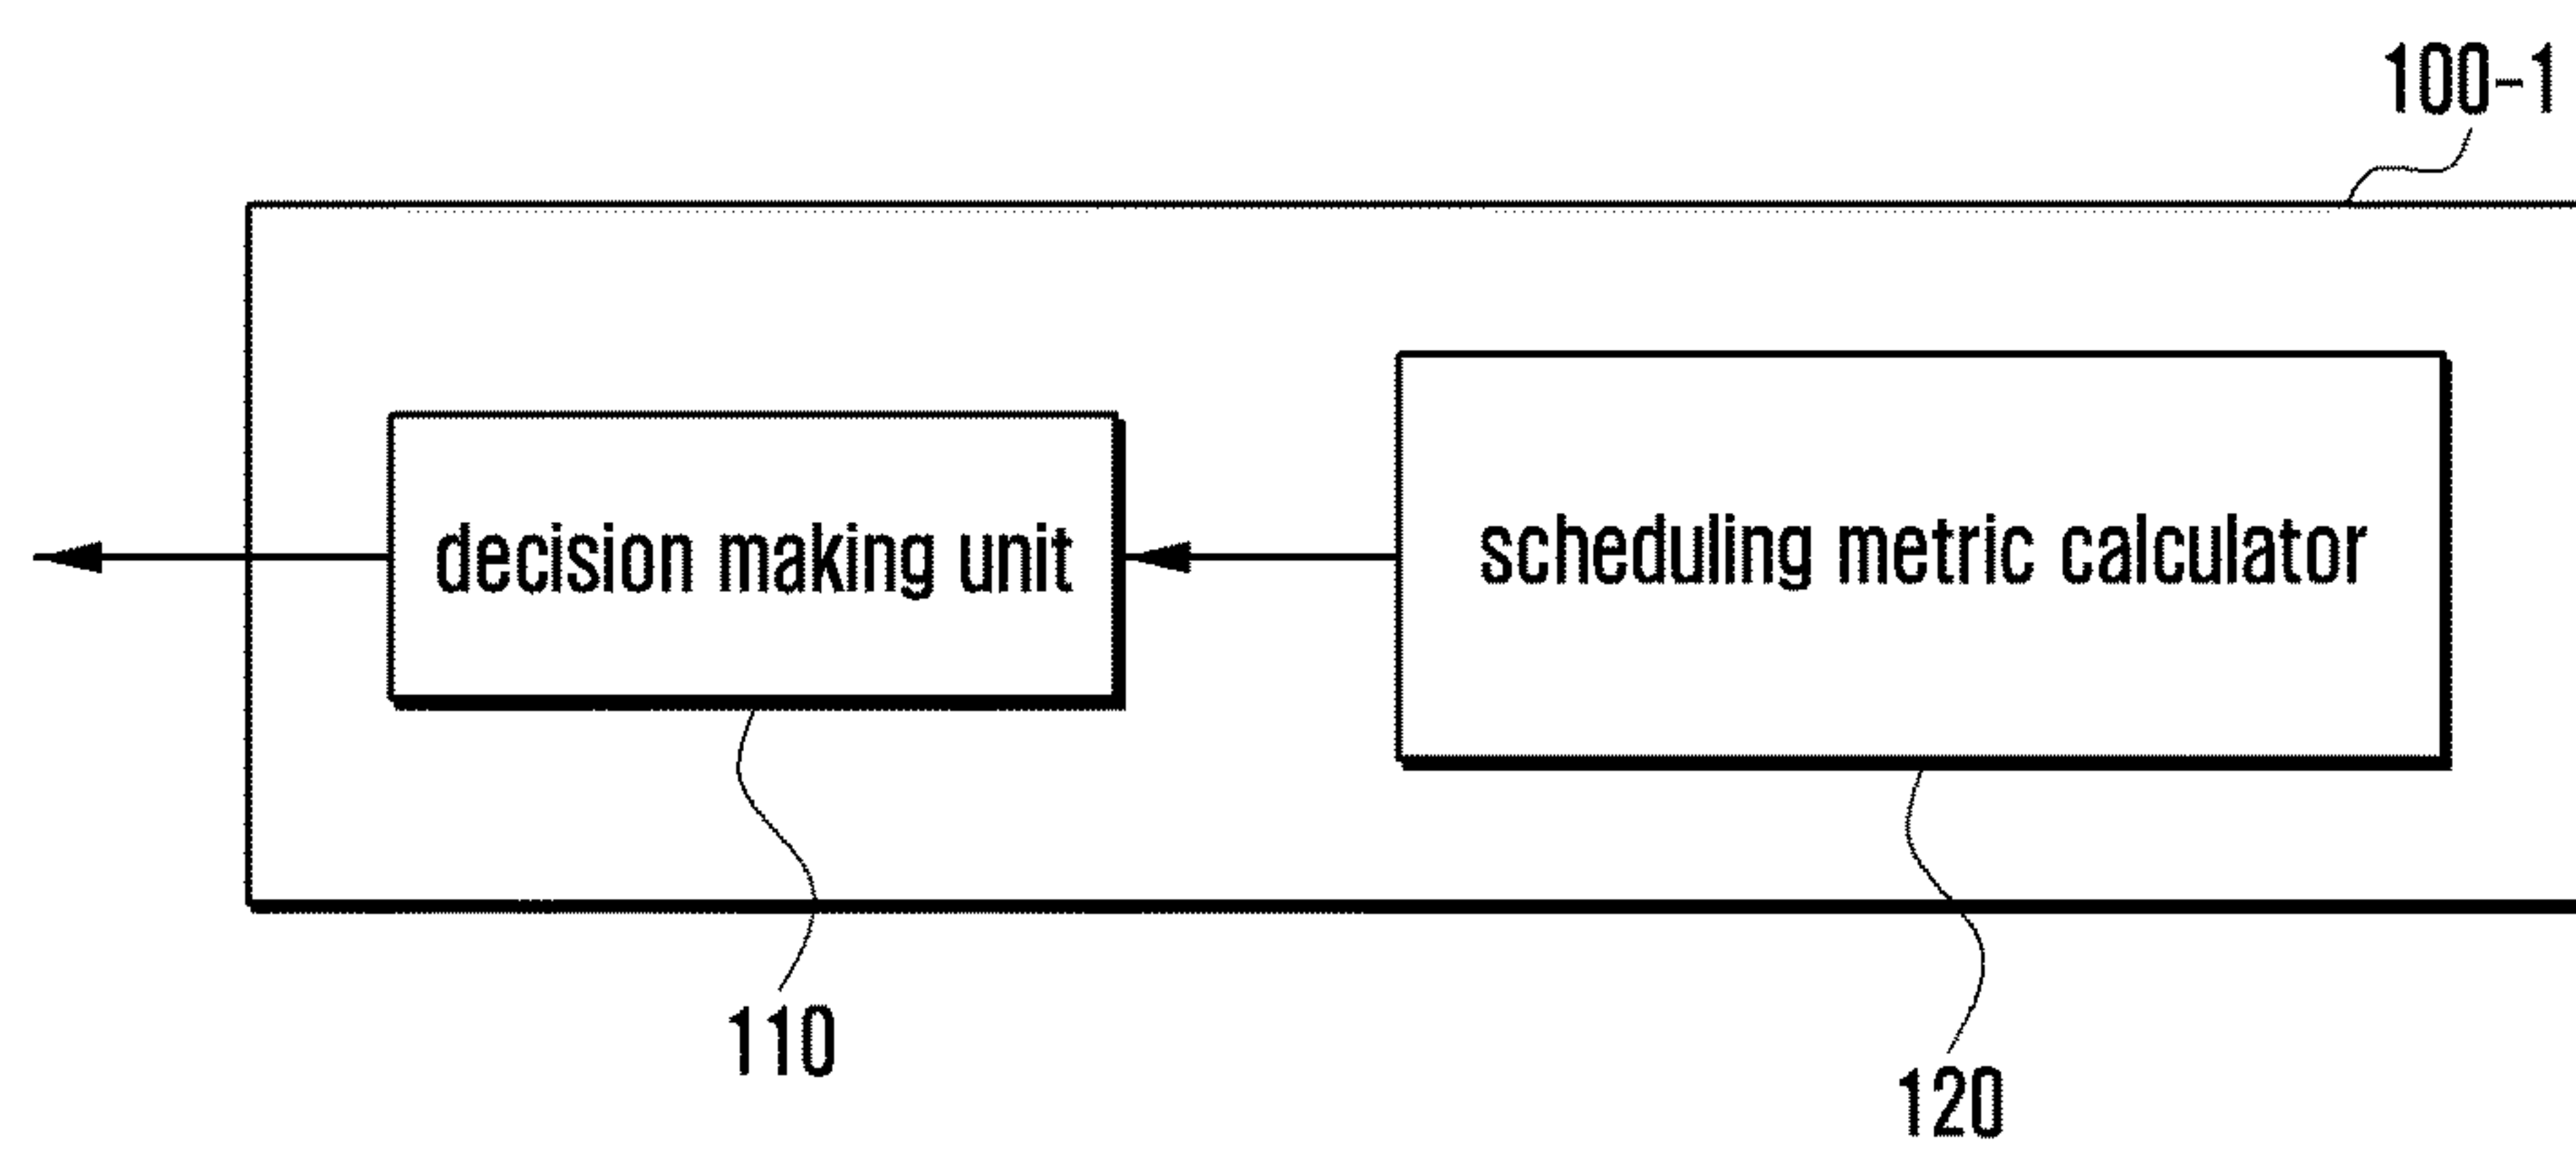 100-1
decision making unit
scheduling metric calculator
110
120